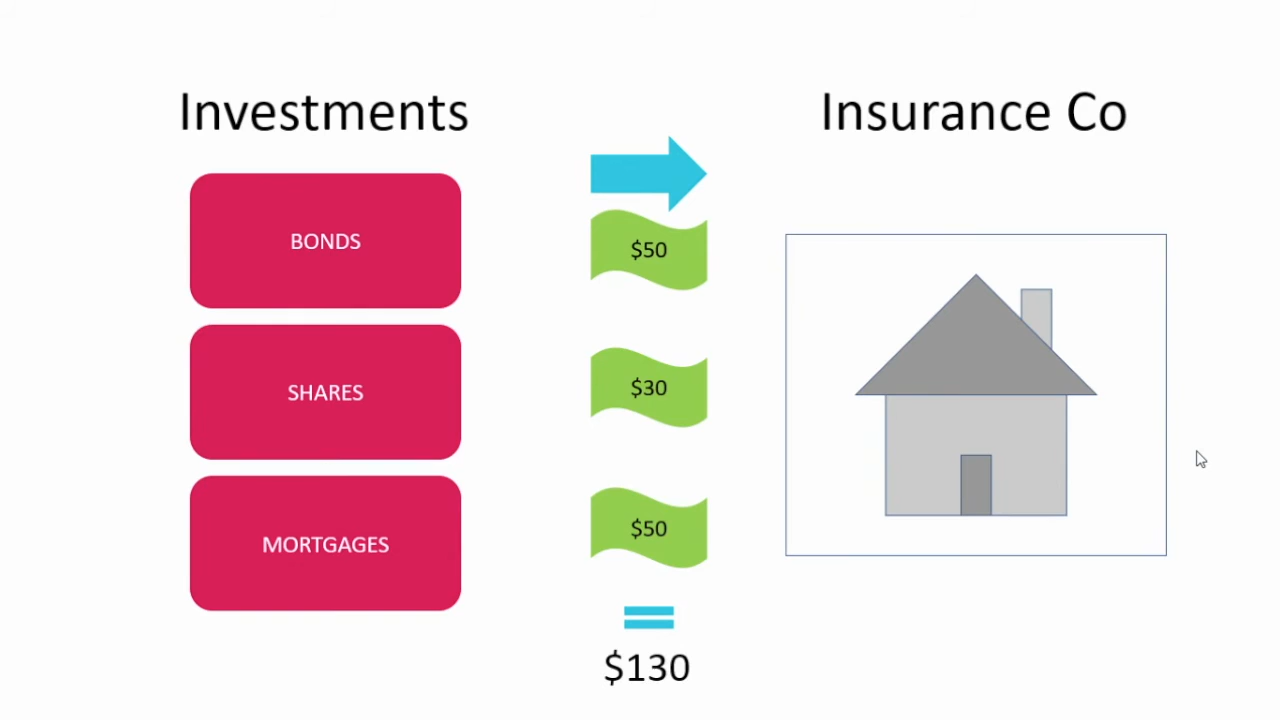 Investments
Insurance Co
BONDS
$50
SHARES
$30
MORTGAGES
$50
=
$130